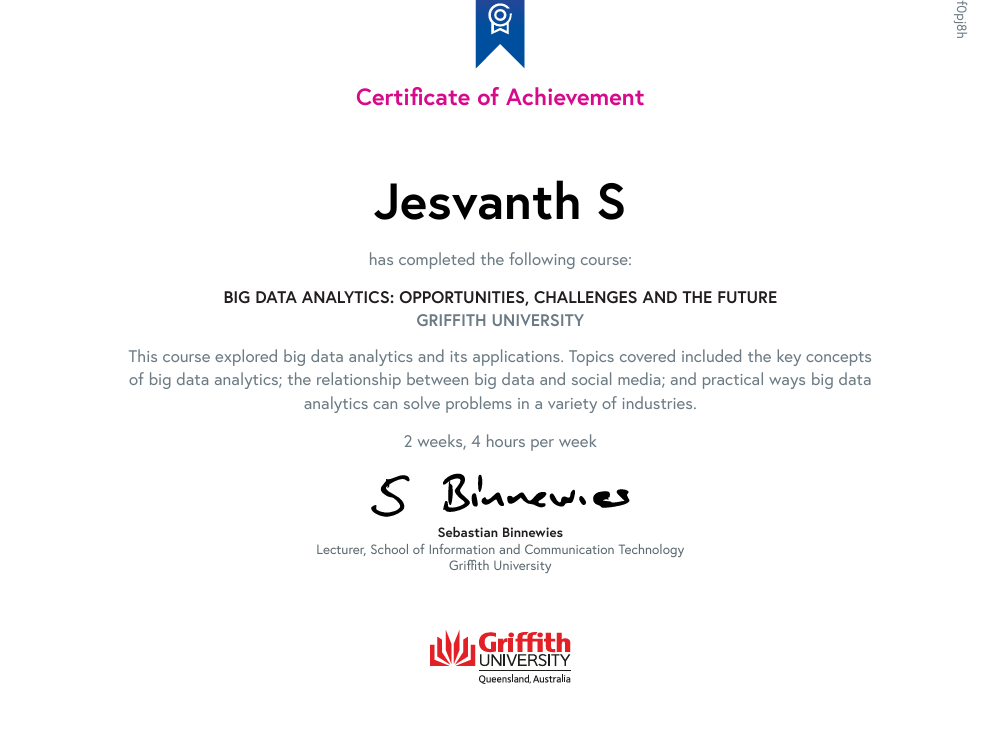 f0pj8h
Certificate of Achievement
Jesvanth S
has completed the following course:
BIG DATA ANALYTICS: OPPORTUNITIES, CHALLENGES AND THE FUTURE
GRIFFITH UNIVERSITY
This course explored big data analytics and its applications. Topics covered included the key concepts
of big data analytics; the relationship between big data and social media; and practical ways big data
analytics can solve problems in a variety of industries.
2 weeks, 4 hours per week
S Binnewies
Sebastian Binnewies
Lecturer, School of Information and Communication Technology
Griffith University
Griffith
UNIVERSITY
Queensland, Australia